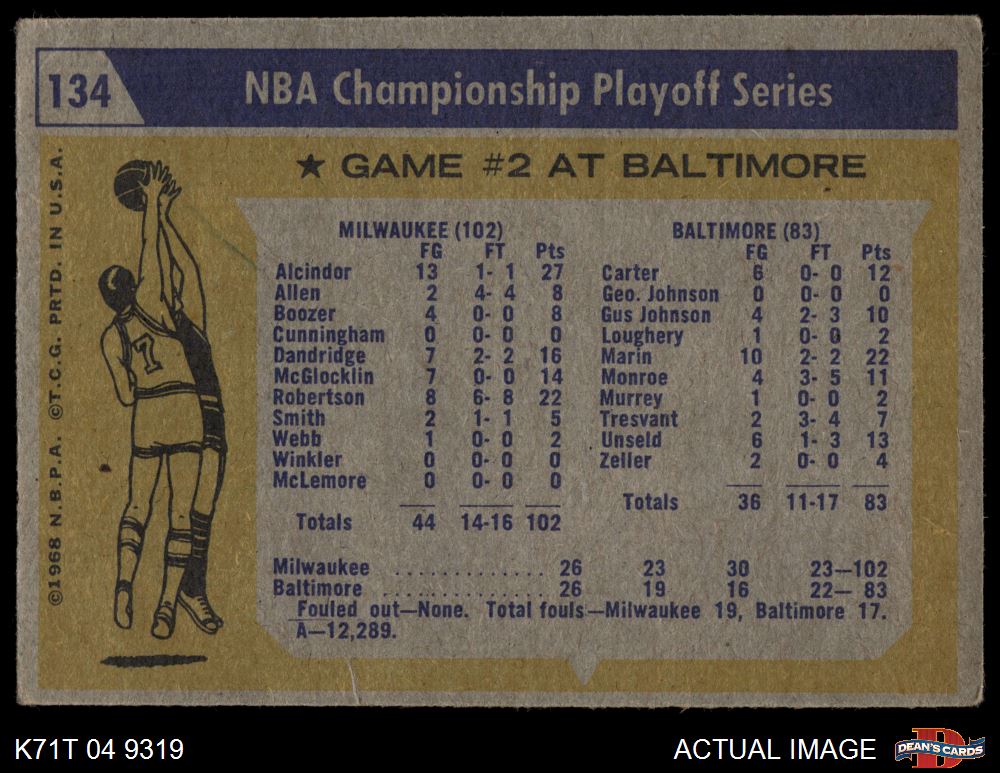 134
NBA Championship Playoff Series
★ GAME #2 AT BALTIMORE
©1968 N.B.P.A. ©T.C.G. PRTD. IN U.S.A.
7
MILWAUKEE (102)
FG FT Pts
Alcindor 13 1- 1 27
Allen 2 4- 4 8
Boozer 4 0- 0 8
Cunningham 0 0- 0 0
Dandridge 7 2- 2 16
McGlocklin 7 0- 0 14
Robertson 8 6- 8 22
Smith 2 1- 1 5
Webb 1 0- 0 2
Winkler 0 0- 0 0
McLemore 0 0- 0 0
Totals 44 14-16 102
BALTIMORE (83)
FG FT Pts
Carter 6 0- 0 12
Geo. Johnson 0 0- 0 0
Gus Johnson 4 2- 3 10
Loughery 1 0- 0 2
Marin 10 2- 2 22
Monroe 4 3- 5 11
Murrey 1 0- 0 2
Tresvant 2 3- 4 7
Unseld 6 1- 3 13
Zeller 2 0- 0 4
Totals 36 11-17 83
Milwaukee .............. 26 23 30 23—102
Baltimore .............. 26 19 16 22— 83
Fouled out—None. Total fouls—Milwaukee 19, Baltimore 17.
A—12,289.
K71T 04 9319
ACTUAL IMAGE
DEAN'S CARDS